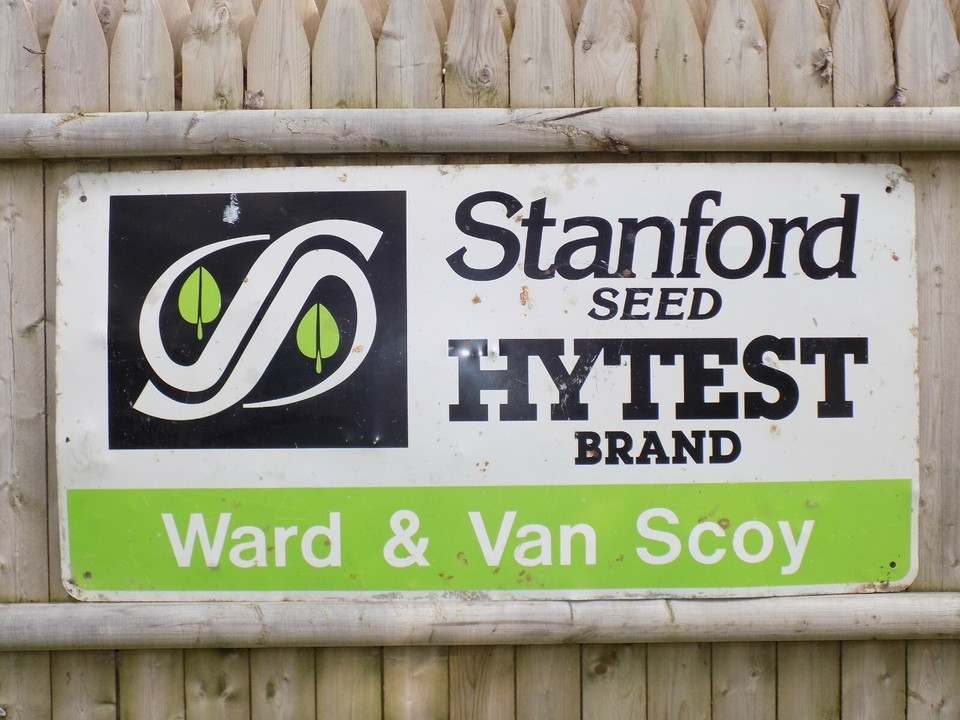 Stanford
SEED
HYTEST
BRAND
Ward & Van Scoy